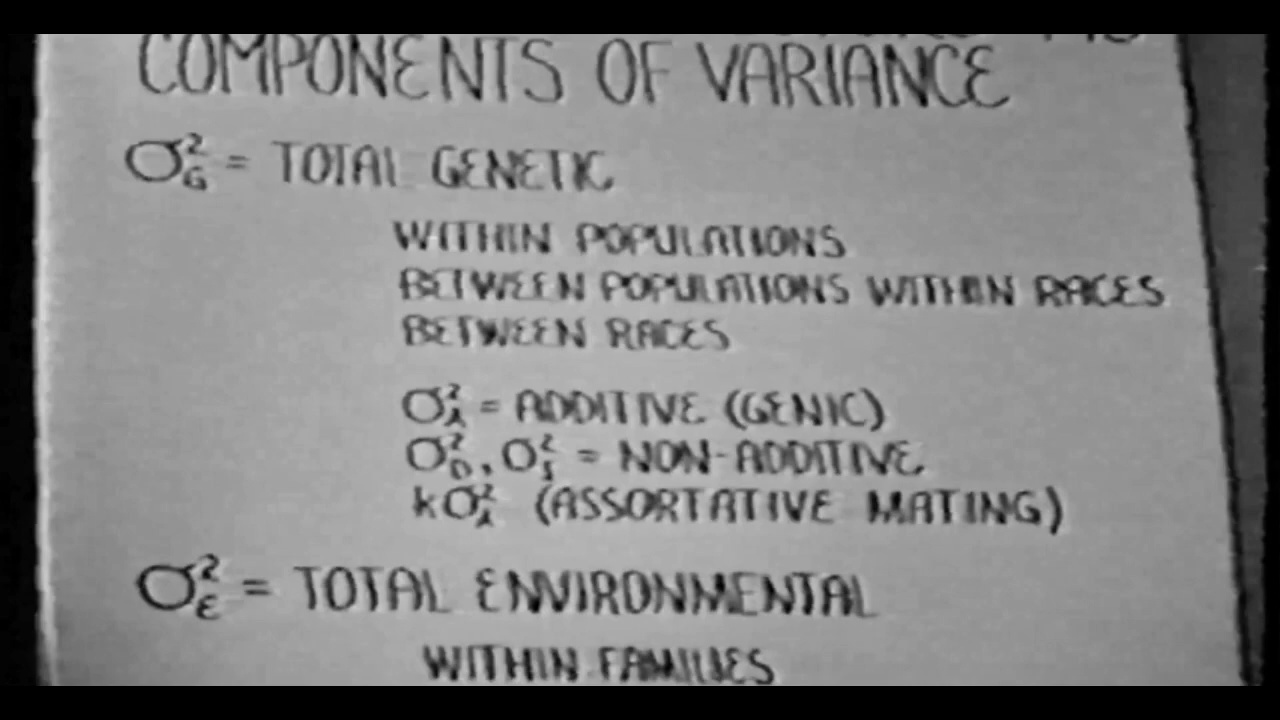 COMPONENTS OF VARIANCE
σ²G = TOTAL GENETIC
WITHIN POPULATIONS
BETWEEN POPULATIONS WITHIN RACES
BETWEEN RACES
σ²A = ADDITIVE (GENIC)
σ²D, σ²I = NON-ADDITIVE
kσ²A (ASSORTATIVE MATING)
σ²E = TOTAL ENVIRONMENTAL
WITHIN FAMILIES